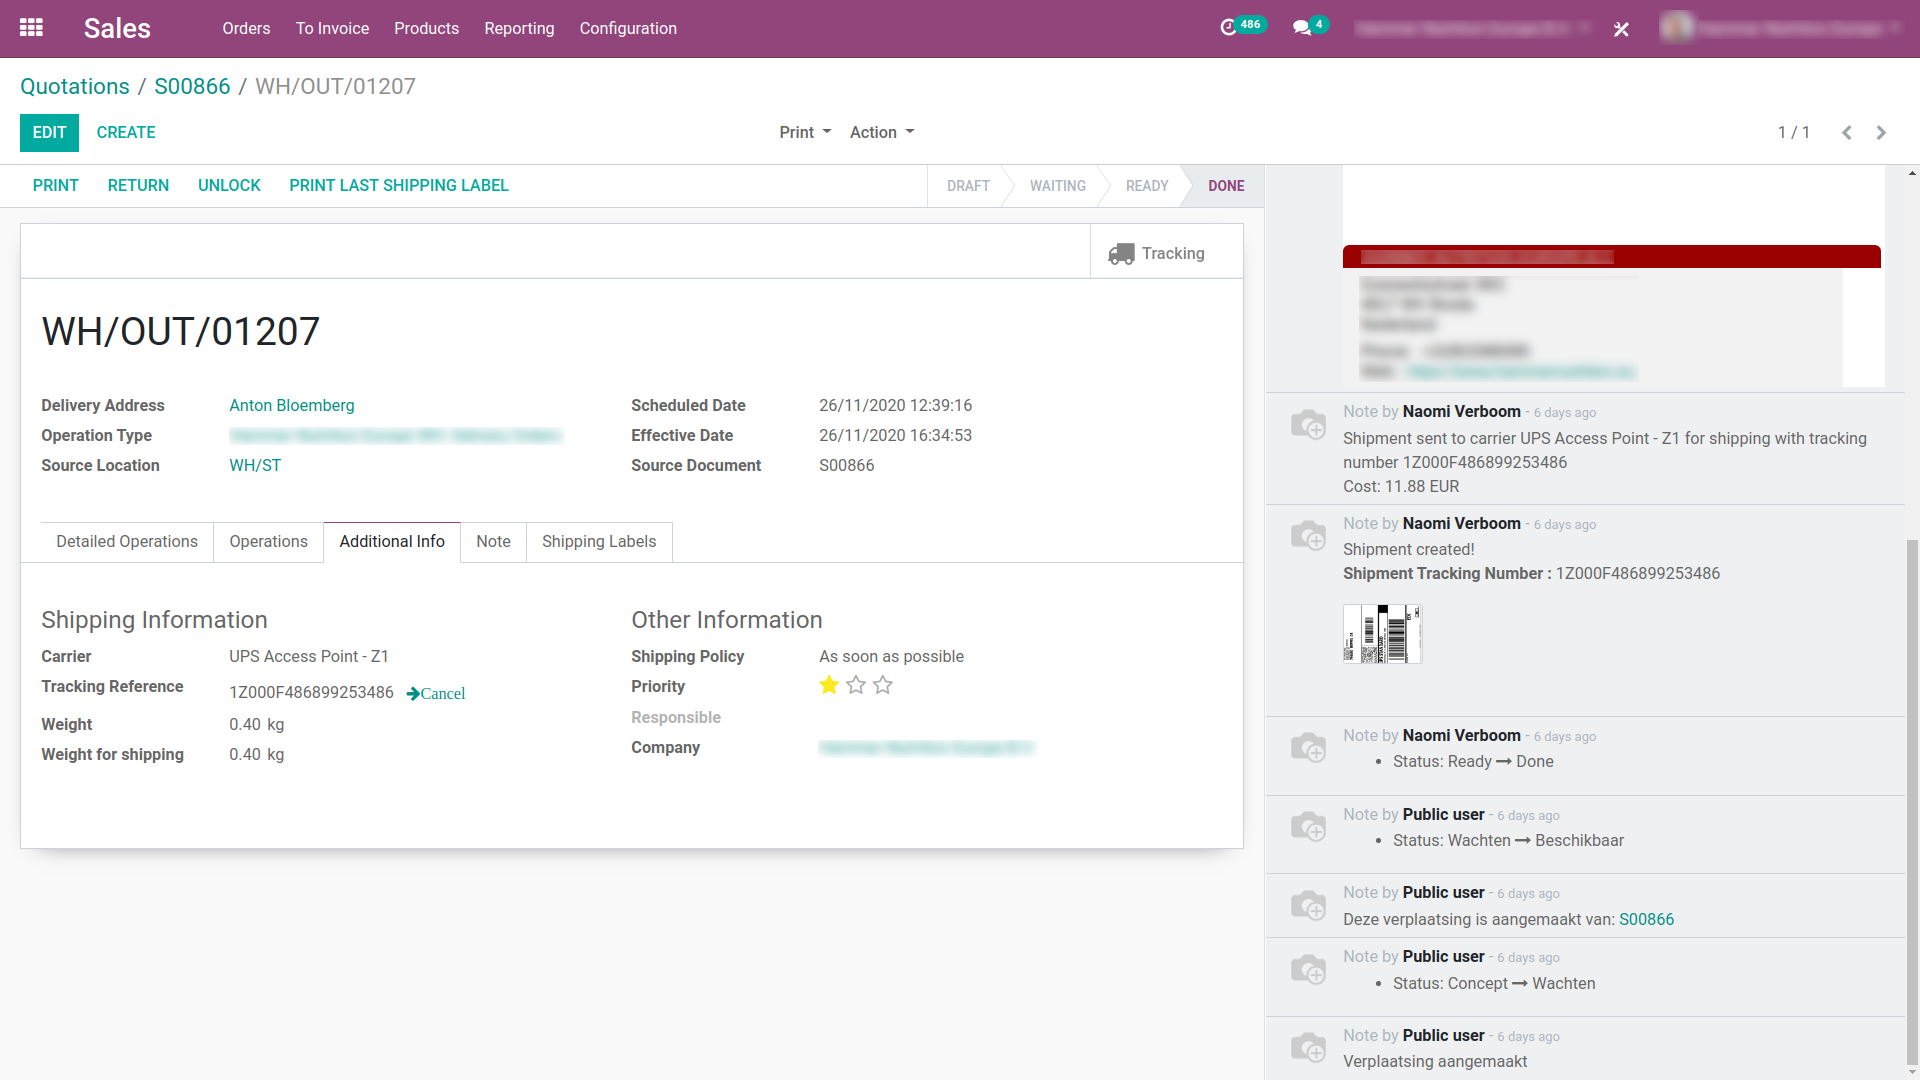 Sales
Orders
To Invoice
Products
Reporting
Configuration
486
4
Quotations / S00866 / WH/OUT/01207
EDIT
CREATE
Print
Action
1 / 1
PRINT
RETURN
UNLOCK
PRINT LAST SHIPPING LABEL
DRAFT
WAITING
READY
DONE
Tracking
WH/OUT/01207
Delivery Address
Anton Bloemberg
Operation Type
Source Location
WH/ST
Scheduled Date
26/11/2020 12:39:16
Effective Date
26/11/2020 16:34:53
Source Document
S00866
Detailed Operations
Operations
Additional Info
Note
Shipping Labels
Shipping Information
Carrier
UPS Access Point - Z1
Tracking Reference
1Z000F486899253486
Cancel
Weight
0.40 kg
Weight for shipping
0.40 kg
Other Information
Shipping Policy
As soon as possible
Priority
Responsible
Company
Note by Naomi Verboom - 6 days ago
Shipment sent to carrier UPS Access Point - Z1 for shipping with tracking
number 1Z000F486899253486
Cost: 11.88 EUR
Note by Naomi Verboom - 6 days ago
Shipment created!
Shipment Tracking Number : 1Z000F486899253486
Note by Naomi Verboom - 6 days ago
• Status: Ready → Done
Note by Public user - 6 days ago
• Status: Wachten → Beschikbaar
Note by Public user - 6 days ago
Deze verplaatsing is aangemaakt van: S00866
Note by Public user - 6 days ago
• Status: Concept → Wachten
Note by Public user - 6 days ago
Verplaatsing aangemaakt